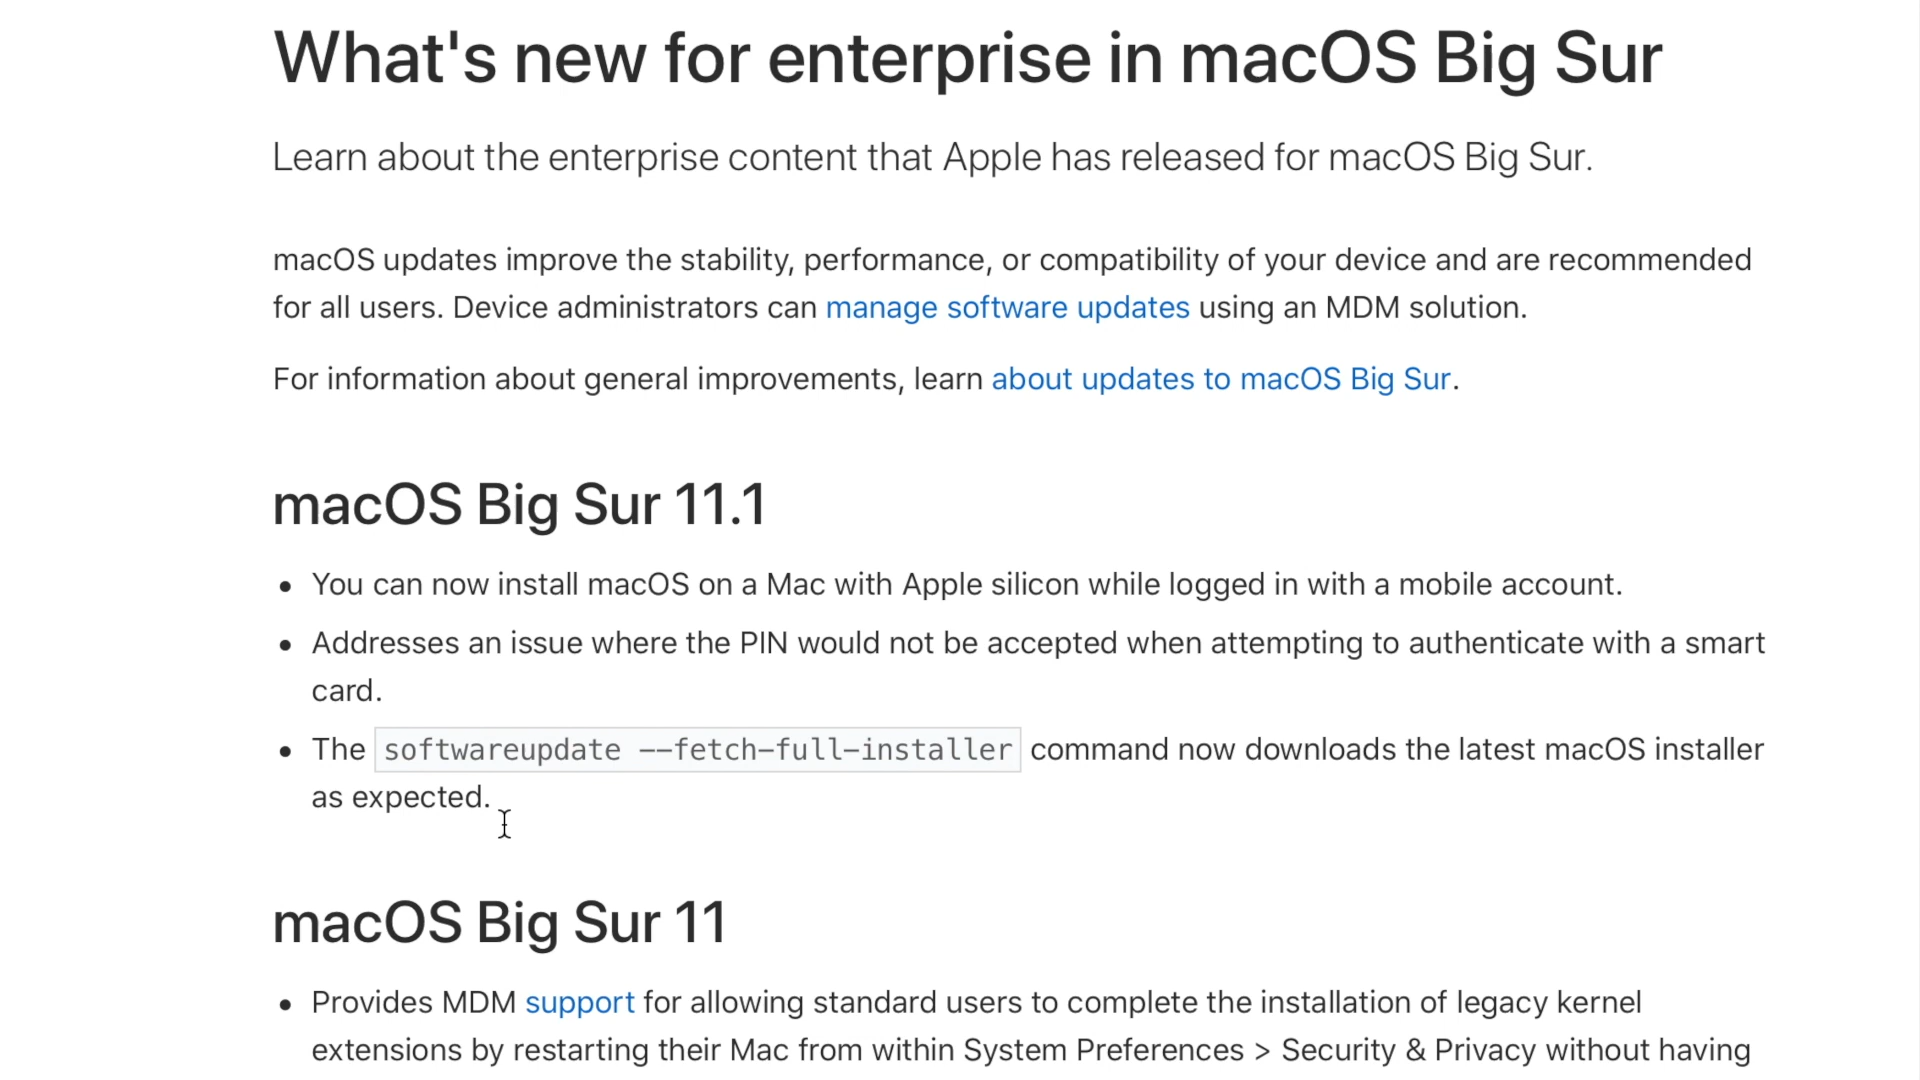 What's new for enterprise in macOS Big Sur
Learn about the enterprise content that Apple has released for macOS Big Sur.
macOS updates improve the stability, performance, or compatibility of your device and are recommended
for all users. Device administrators can manage software updates using an MDM solution.
For information about general improvements, learn about updates to macOS Big Sur.
macOS Big Sur 11.1
• You can now install macOS on a Mac with Apple silicon while logged in with a mobile account.
• Addresses an issue where the PIN would not be accepted when attempting to authenticate with a smart
card.
• The softwareupdate --fetch-full-installer command now downloads the latest macOS installer
as expected.
macOS Big Sur 11
• Provides MDM support for allowing standard users to complete the installation of legacy kernel
extensions by restarting their Mac from within System Preferences > Security & Privacy without having